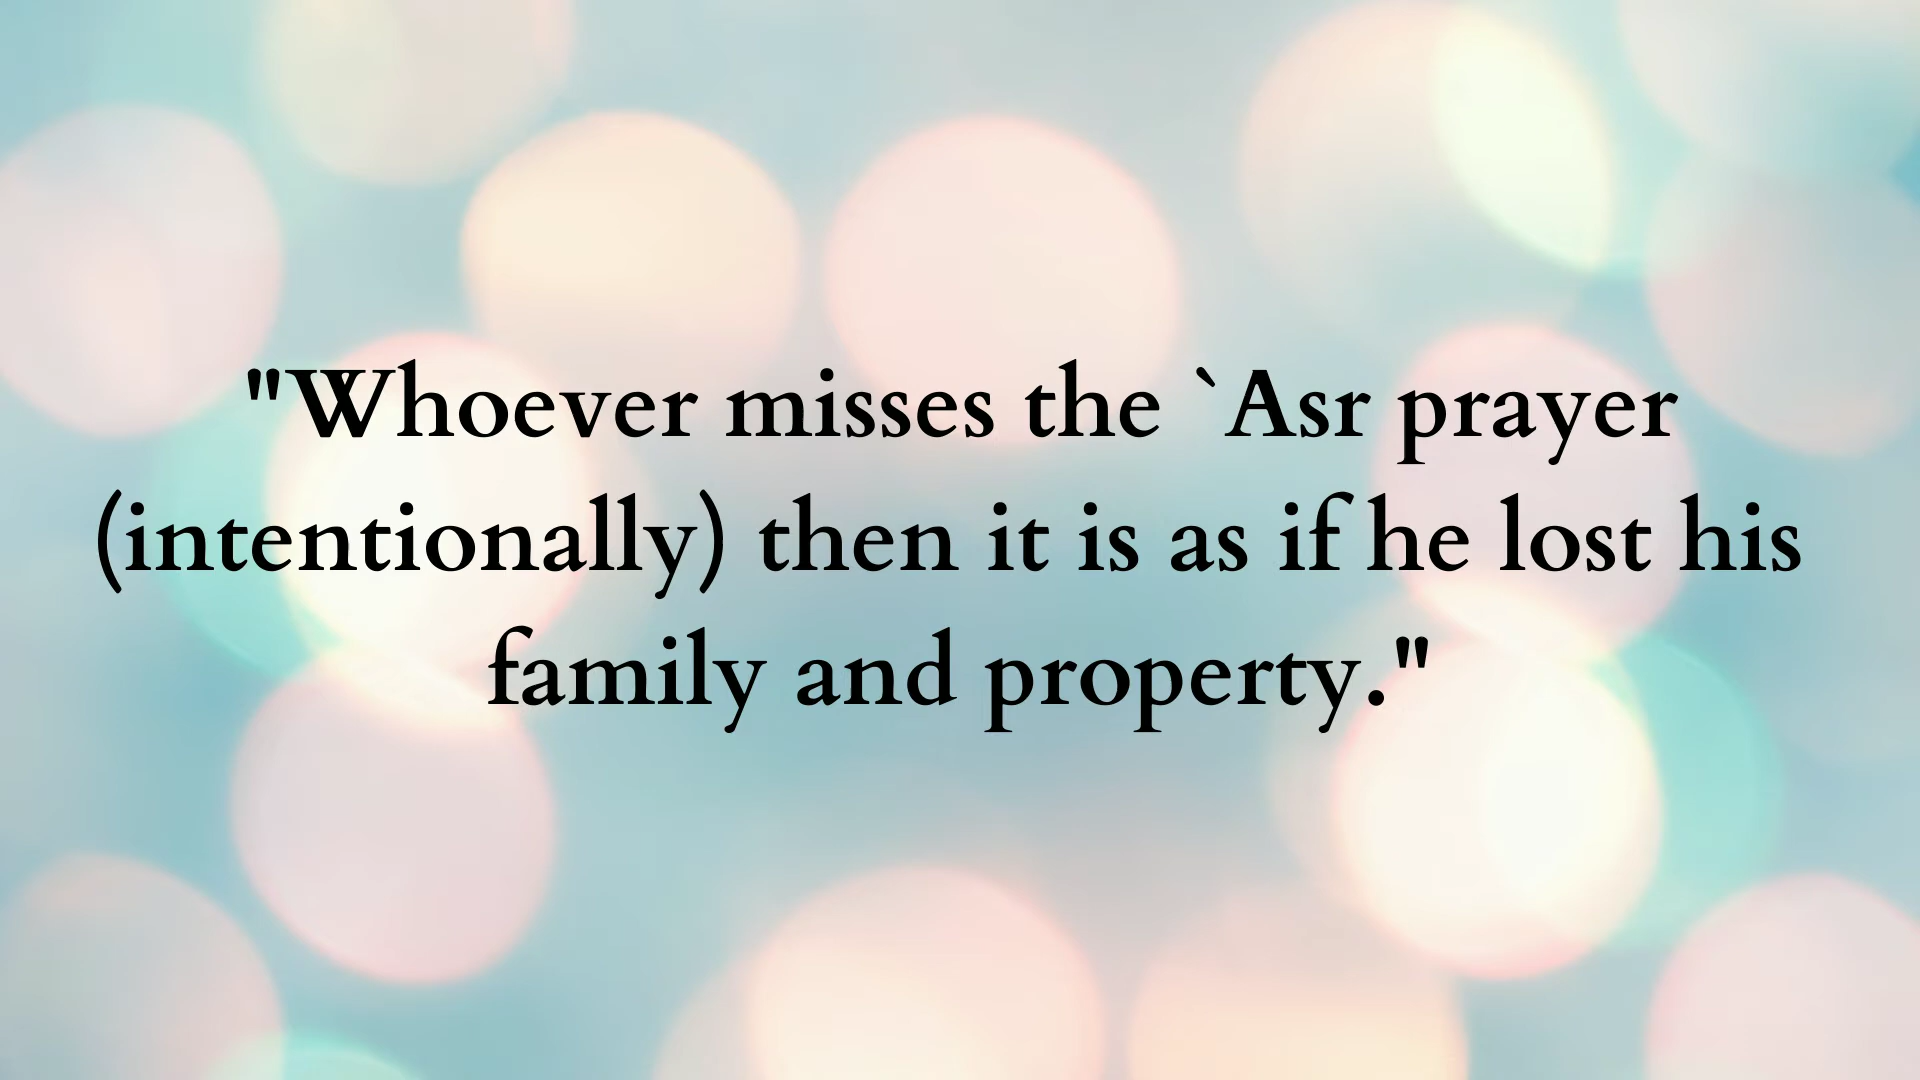 "Whoever misses the `Asr prayer
(intentionally) then it is as if he lost his
family and property."